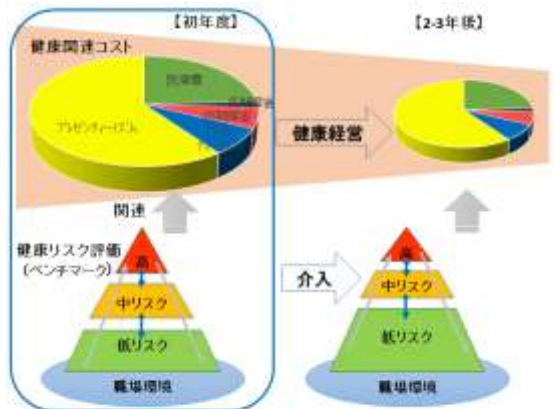 【初年度】
【2-3年後】
健康関連コスト
医療費
プレゼンティーイズム
健康経営
関連
健康リスク評価
(ベンチマーク)
高
中リスク
低リスク
職場環境
介入
高
中リスク
低リスク
職場環境